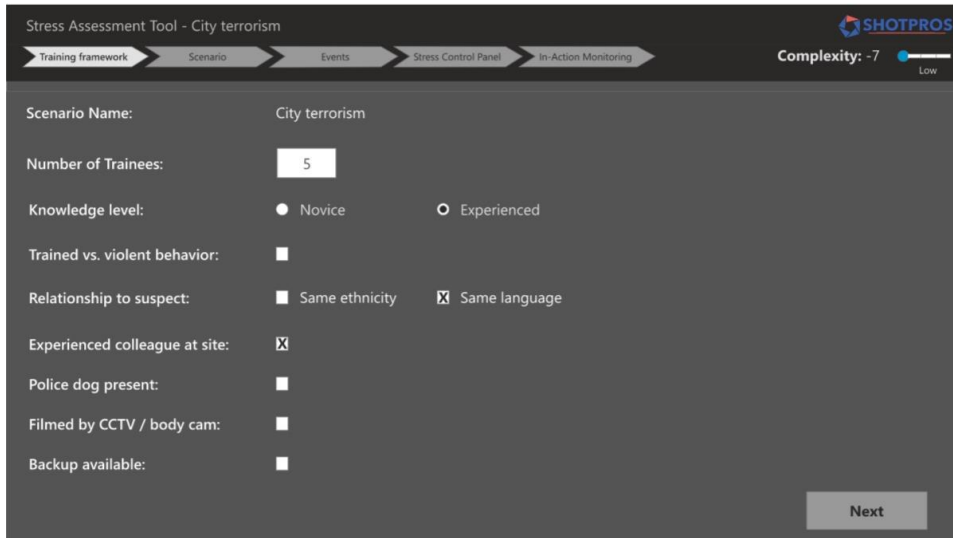 Stress Assessment Tool - City terrorism
SHOTPROS
Training framework Scenario Events Stress Control Panel In-Action Monitoring
Complexity: -7
Low
Scenario Name: City terrorism
Number of Trainees: 5
Knowledge level: Novice Experienced
Trained vs. violent behavior:
Relationship to suspect: Same ethnicity X Same language
Experienced colleague at site: X
Police dog present:
Filmed by CCTV / body cam:
Backup available:
Next